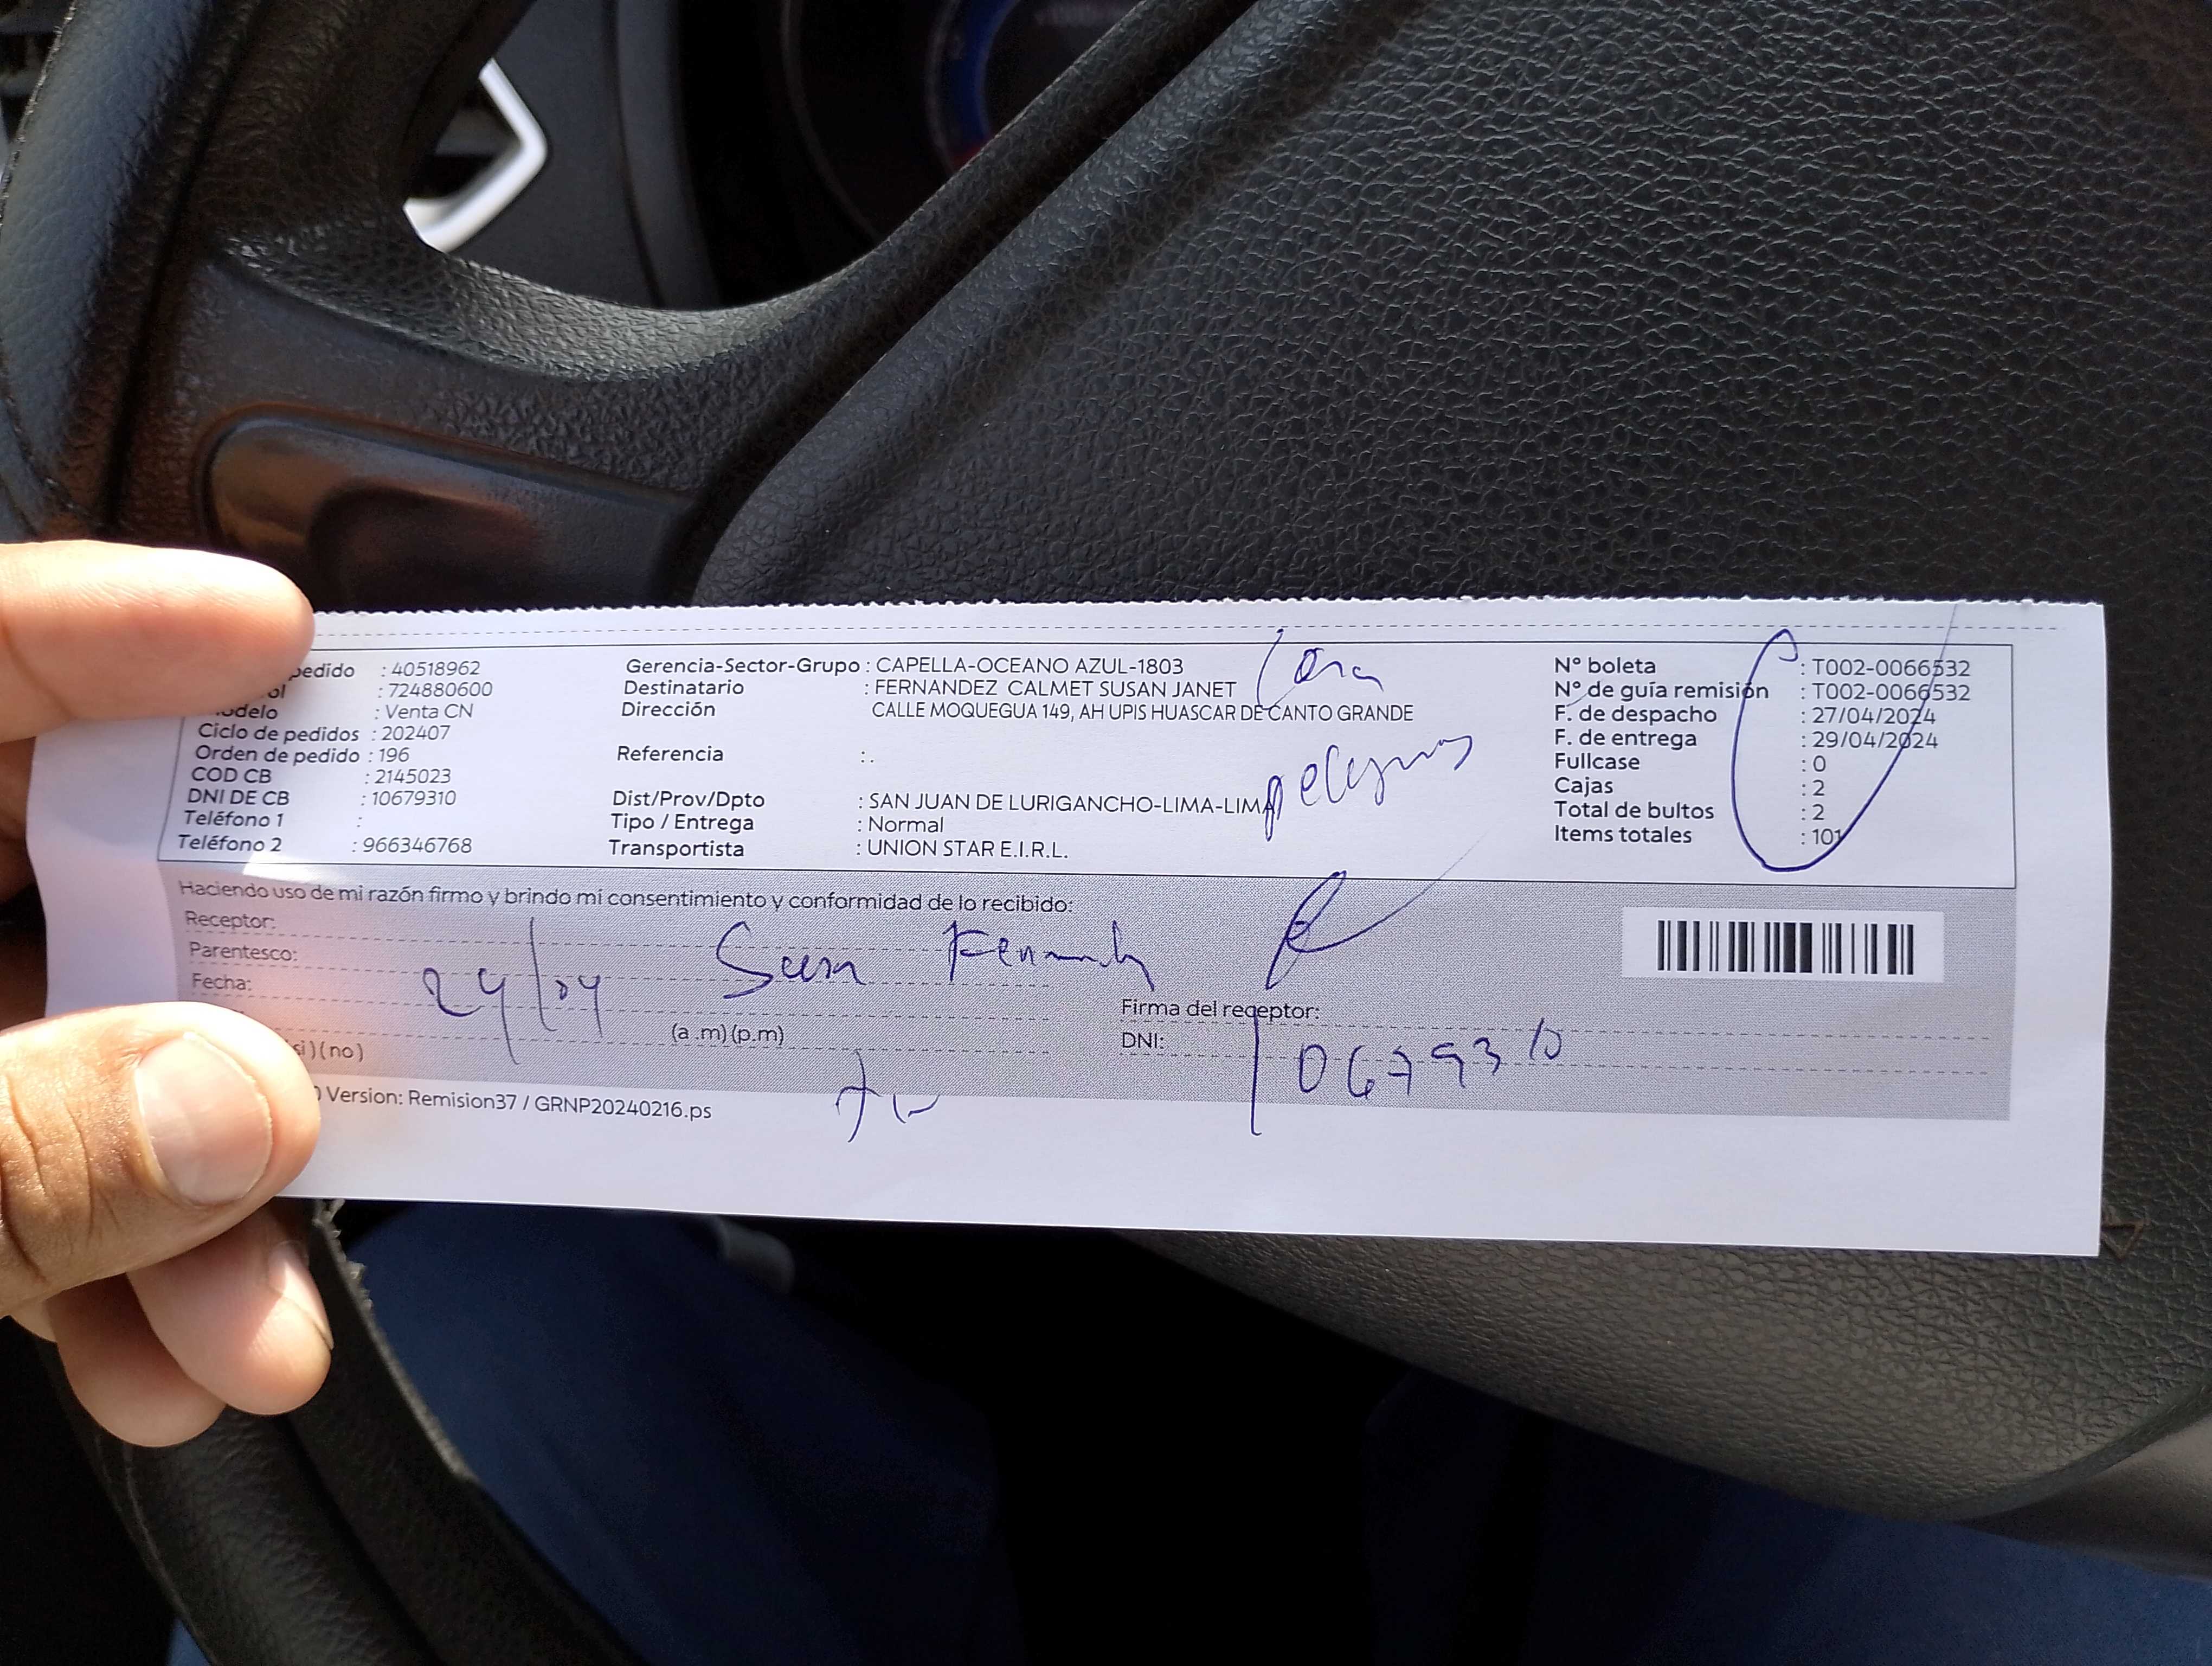 pedido : 40518962
ol : 724880600
odelo : Venta CN
Ciclo de pedidos : 202407
Orden de pedido : 196
COD CB : 2145023
DNI DE CB : 10679310
Teléfono 1 :
Teléfono 2 : 966346768
Gerencia-Sector-Grupo : CAPELLA-OCEANO AZUL-1803
Destinatario : FERNANDEZ CALMET SUSAN JANET
Dirección CALLE MOQUEGUA 149, AH UPIS HUASCAR DE CANTO GRANDE
Referencia : .
Dist/Prov/Dpto : SAN JUAN DE LURIGANCHO-LIMA-LIMA
Tipo / Entrega : Normal
Transportista : UNION STAR E.I.R.L.
N° boleta : T002-0066532
N° de guía remisión : T002-0066532
F. de despacho : 27/04/2024
F. de entrega : 29/04/2024
Fullcase : 0
Cajas : 2
Total de bultos : 2
Items totales : 101
Haciendo uso de mi razón firmo y brindo mi consentimiento y conformidad de lo recibido:
Receptor:
Parentesco:
Fecha:
(a .m) (p.m)
si ) ( no )
Firma del receptor:
DNI: 10679310
Version: Remision37 / GRNP20240216.ps